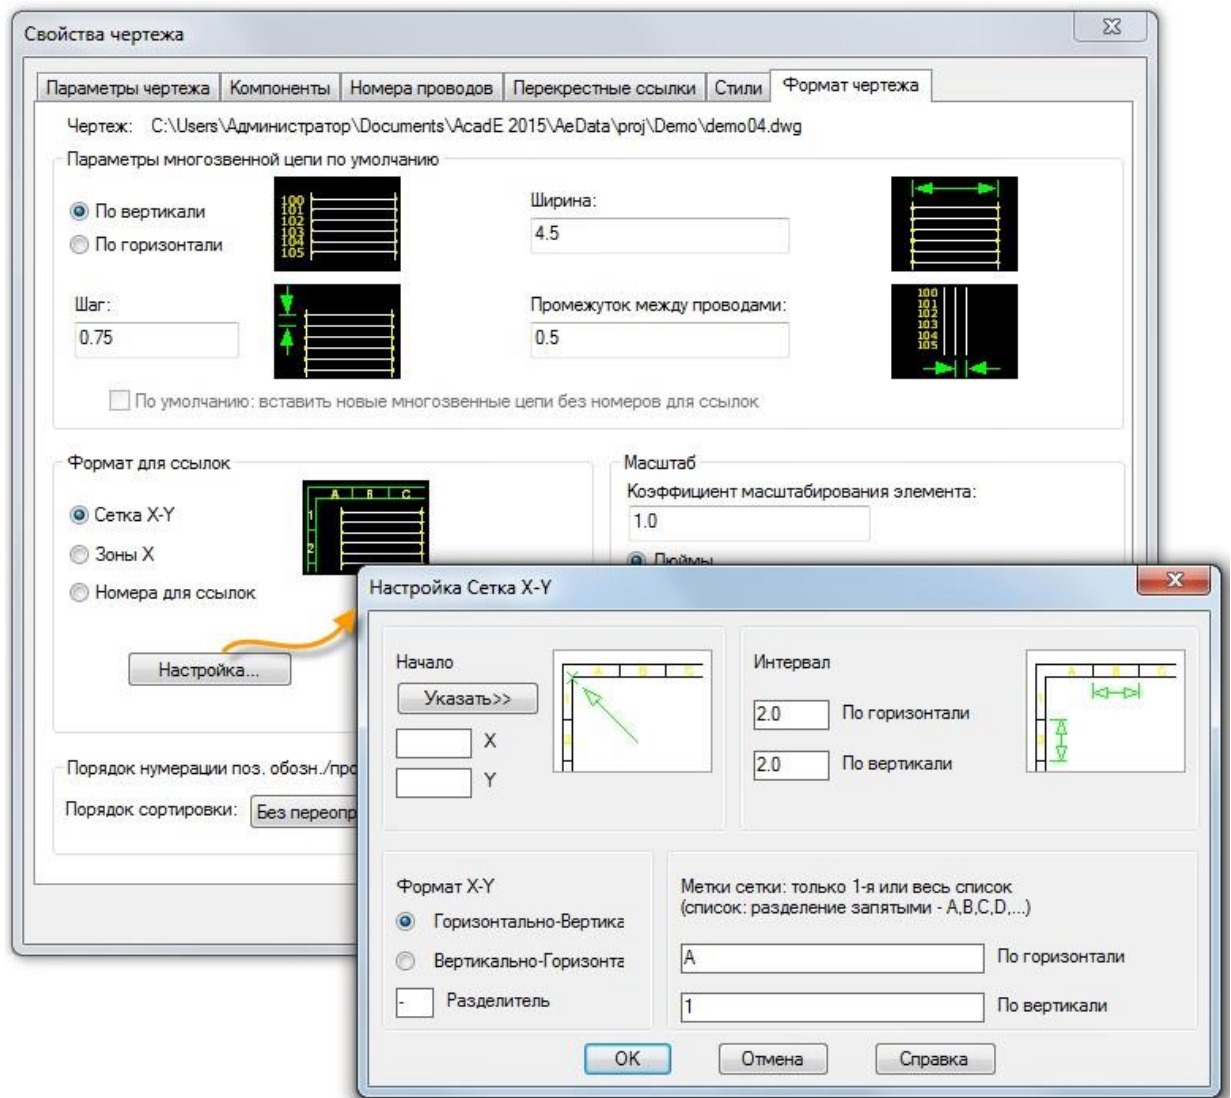 Свойства чертежа
Параметры чертежа
Компоненты
Номера проводов
Перекрестные ссылки
Стили
Формат чертежа
Чертеж: C:\Users\Администратор\Documents\AcadE 2015\AeData\proj\Demo\demo04.dwg
Параметры многозвенной цепи по умолчанию
По вертикали
По горизонтали
100
101
102
103
104
105
Ширина:
4.5
Шаг:
0.75
Промежуток между проводами:
0.5
100
101
102
103
104
105
По умолчанию: вставить новые многозвенные цепи без номеров для ссылок
Формат для ссылок
Сетка X-Y
Зоны X
Номера для ссылок
A B C
1
2
Настройка...
Масштаб
Коэффициент масштабирования элемента:
1.0
Дюймы
Порядок нумерации поз. обозн./про
Порядок сортировки:
Без переопр
Настройка Сетка X-Y
Начало
Указать>>
X
Y
A B C
1
2
Интервал
2.0 По горизонтали
2.0 По вертикали
A B C
1
2
Формат X-Y
Горизонтально-Вертика
Вертикально-Горизонта
- Разделитель
Метки сетки: только 1-я или весь список
(список: разделение запятыми - A,B,C,D,...)
A По горизонтали
1 По вертикали
OK
Отмена
Справка